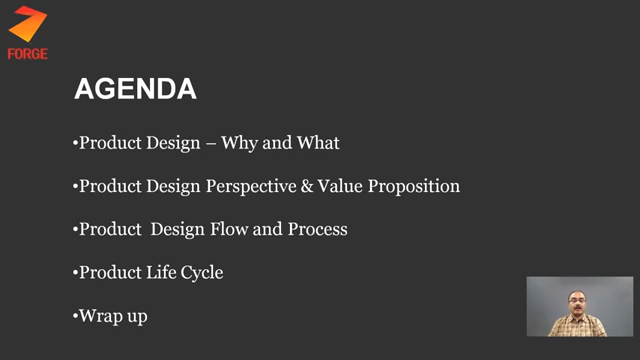 FORGE
AGENDA
•Product Design – Why and What
•Product Design Perspective & Value Proposition
•Product  Design Flow and Process
•Product Life Cycle
•Wrap up